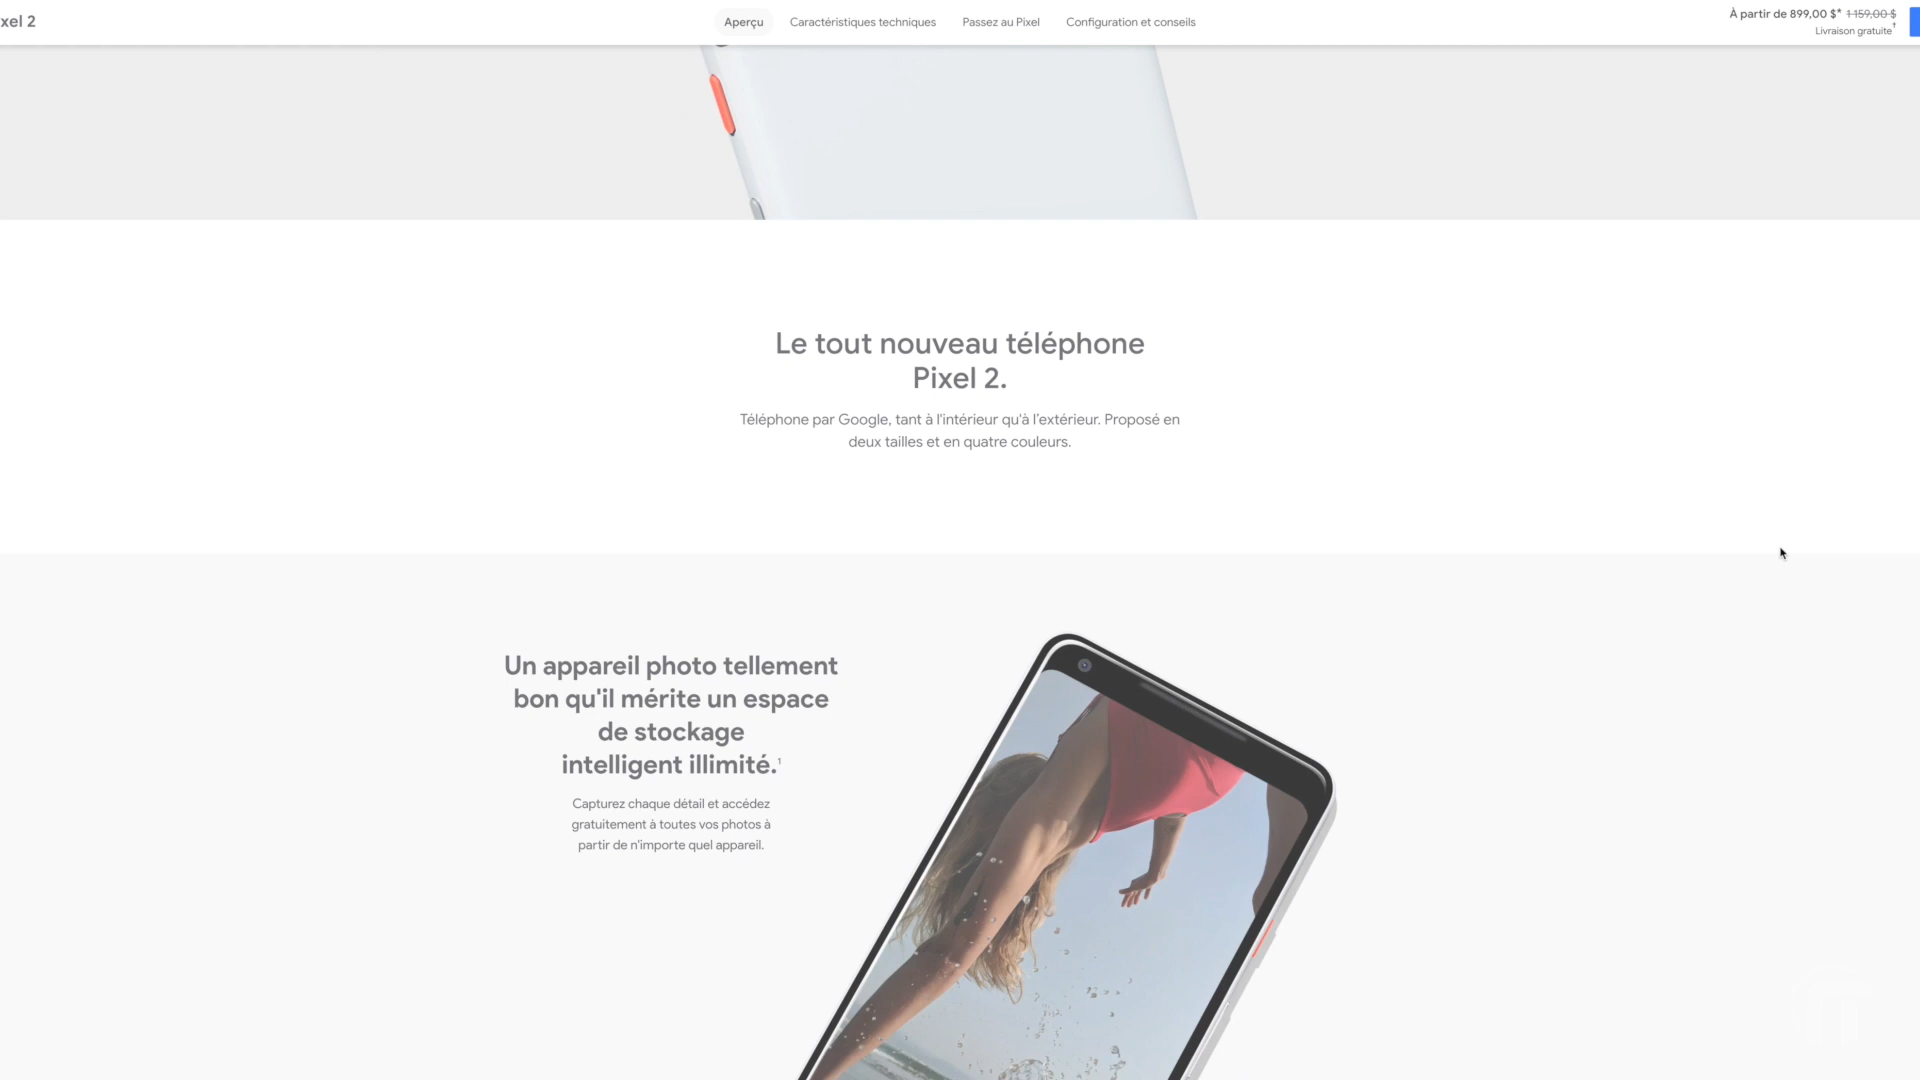 xel 2
Aperçu
Caractéristiques techniques
Passez au Pixel
Configuration et conseils
À partir de 899,00 $* 1 159,00 $
Livraison gratuite†
Le tout nouveau téléphone
Pixel 2.
Téléphone par Google, tant à l'intérieur qu'à l'extérieur. Proposé en
deux tailles et en quatre couleurs.
Un appareil photo tellement
bon qu'il mérite un espace
de stockage
intelligent illimité.1
Capturez chaque détail et accédez
gratuitement à toutes vos photos à
partir de n'importe quel appareil.